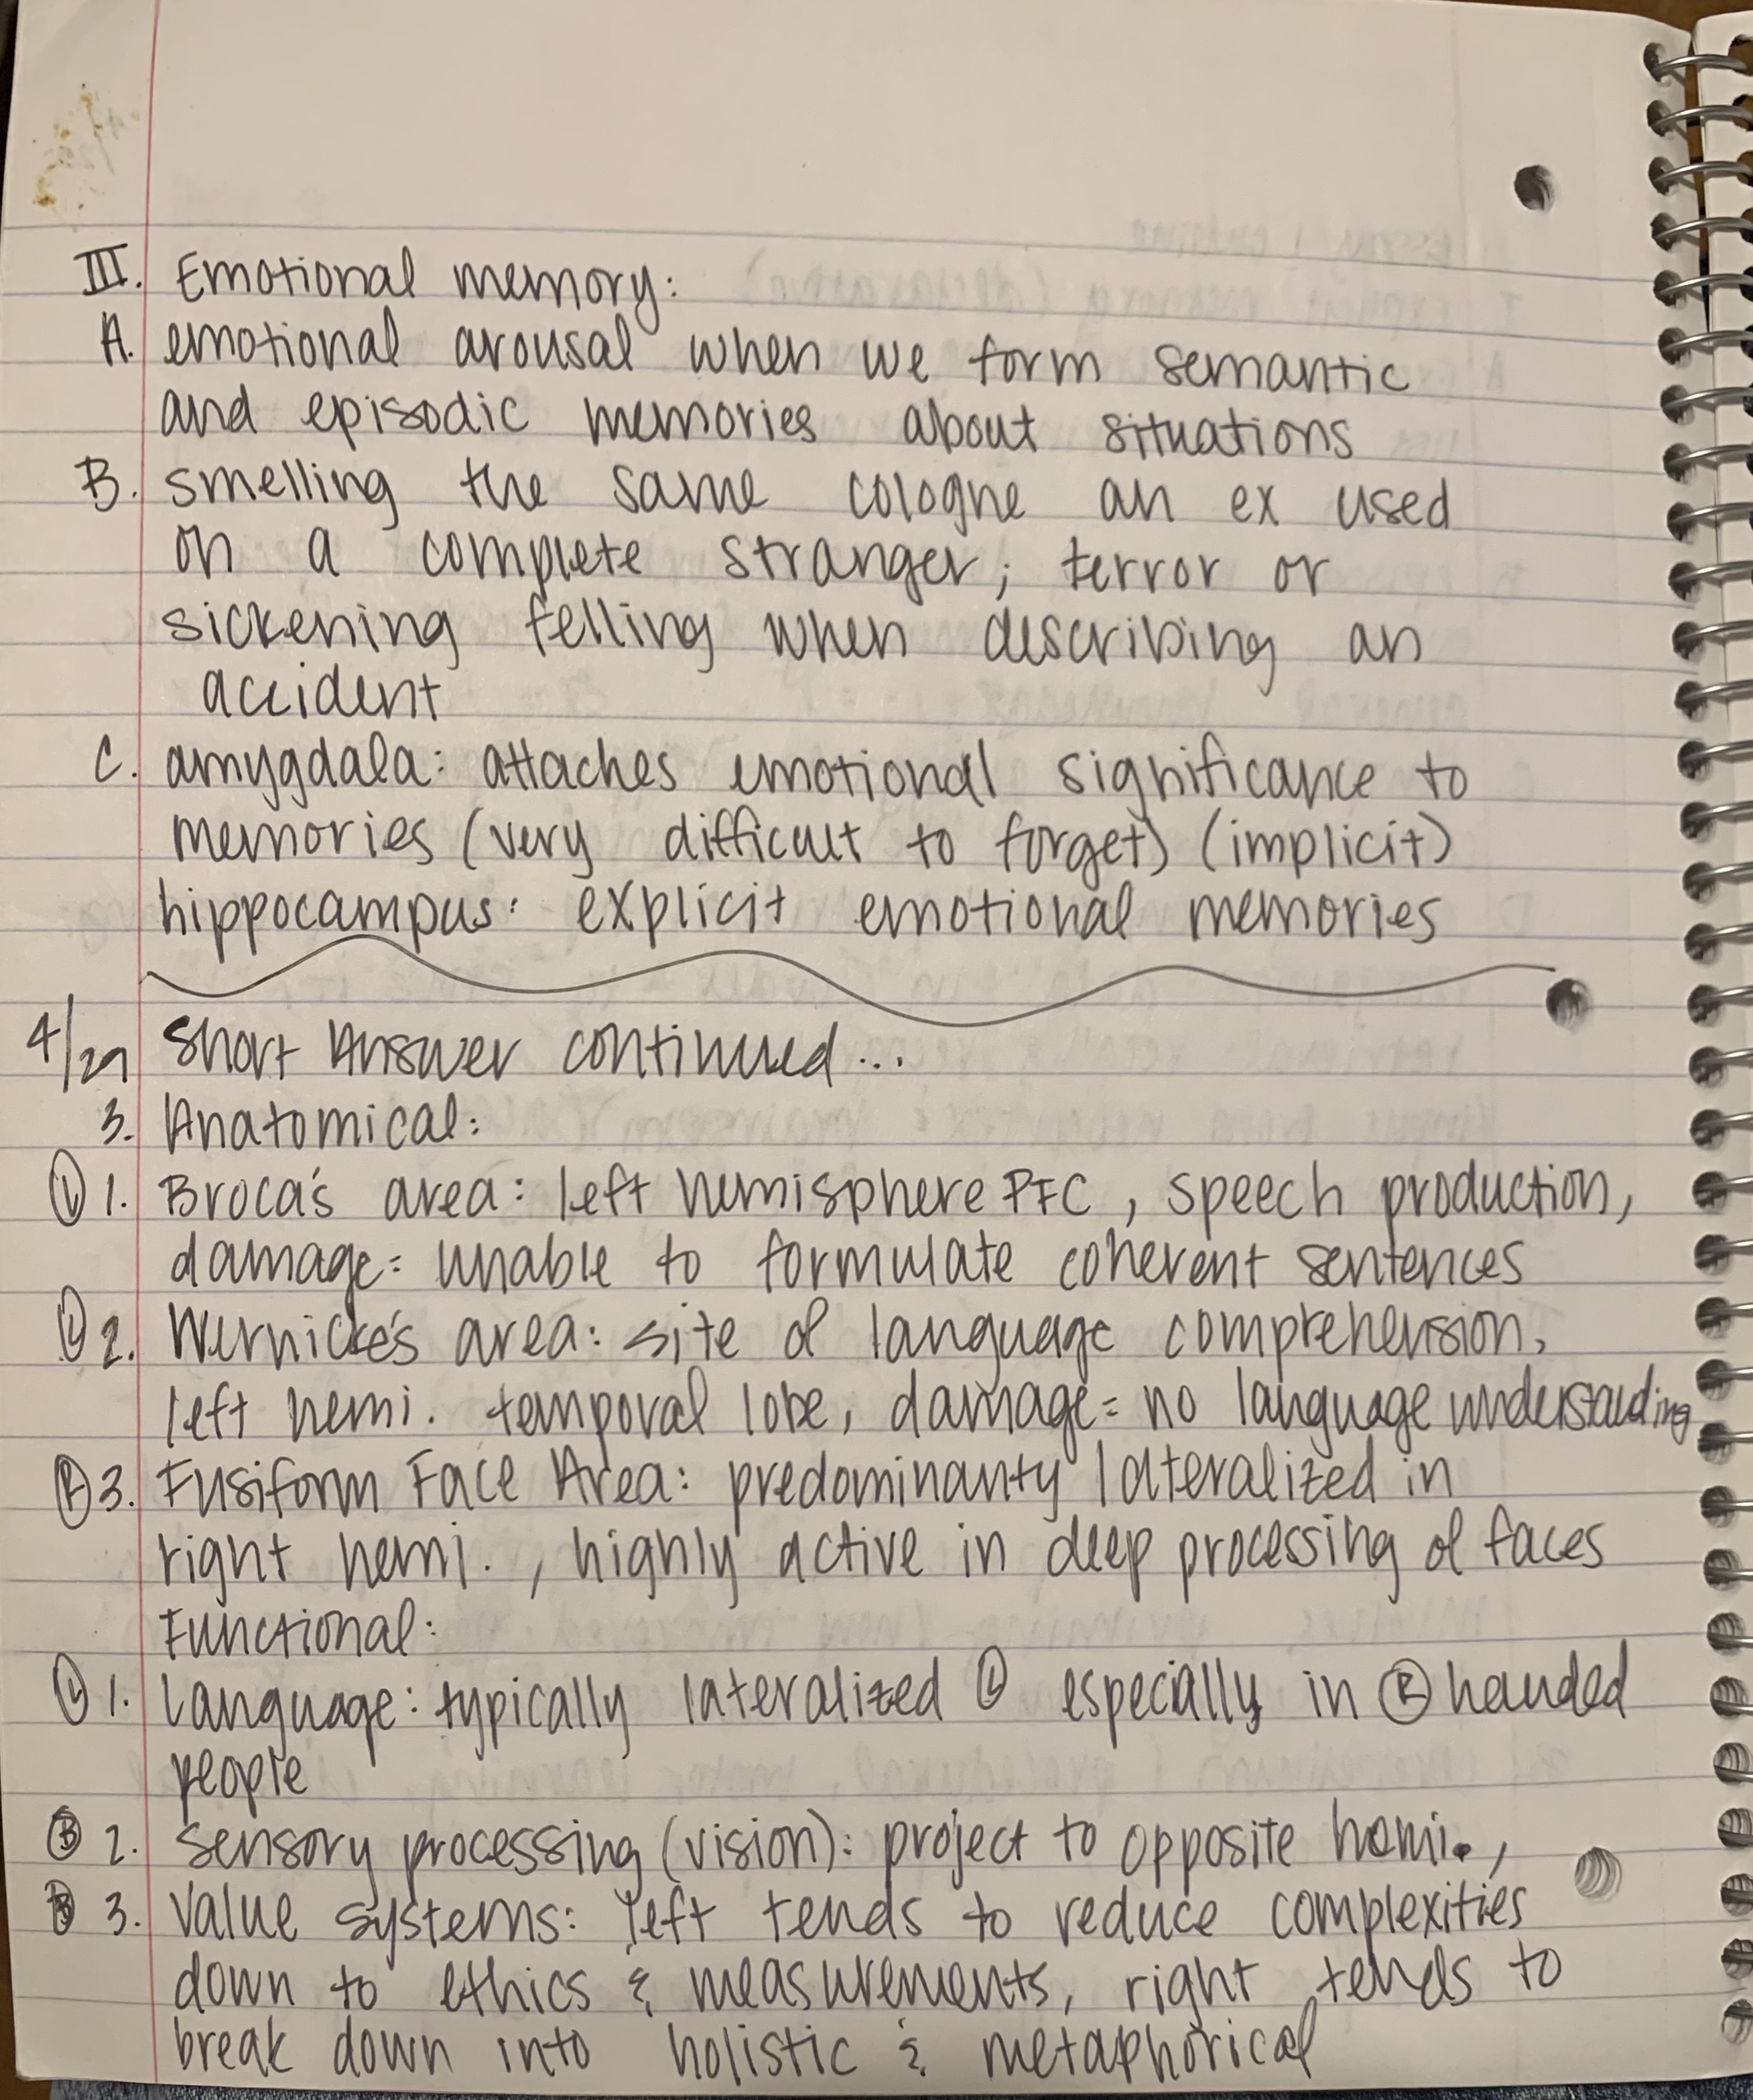 III. Emotional memory:
A. emotional arousal when we form semantic
and episodic memories about situations
B. smelling the same cologne an ex used
on a complete stranger; terror or
sickening felling when describing an
accident
C. amygdala: attaches emotional significance to
memories (very difficult to forget) (implicit)
hippocampus: explicit emotional memories
4/29 Short Answer continued...
3. Anatomical:
Ⓛ 1. Broca's area: left hemisphere PFC, speech production,
damage = unable to formulate coherent sentences
Ⓛ 2. Wernicke's area: site of language comprehension,
left hemi. temporal lobe, damage = no language understanding
Ⓡ 3. Fusiform Face Area: predominanty lateralized in
right hemi., highly active in deep processing of faces
Functional:
Ⓛ 1. Language: typically lateralized Ⓛ especially in Ⓡ handed
people
Ⓑ 2. sensory processing (vision): project to opposite hemi.,
Ⓑ 3. value systems: left tends to reduce complexities
down to ethics & measurements, right tends to
break down into holistic & metaphorical